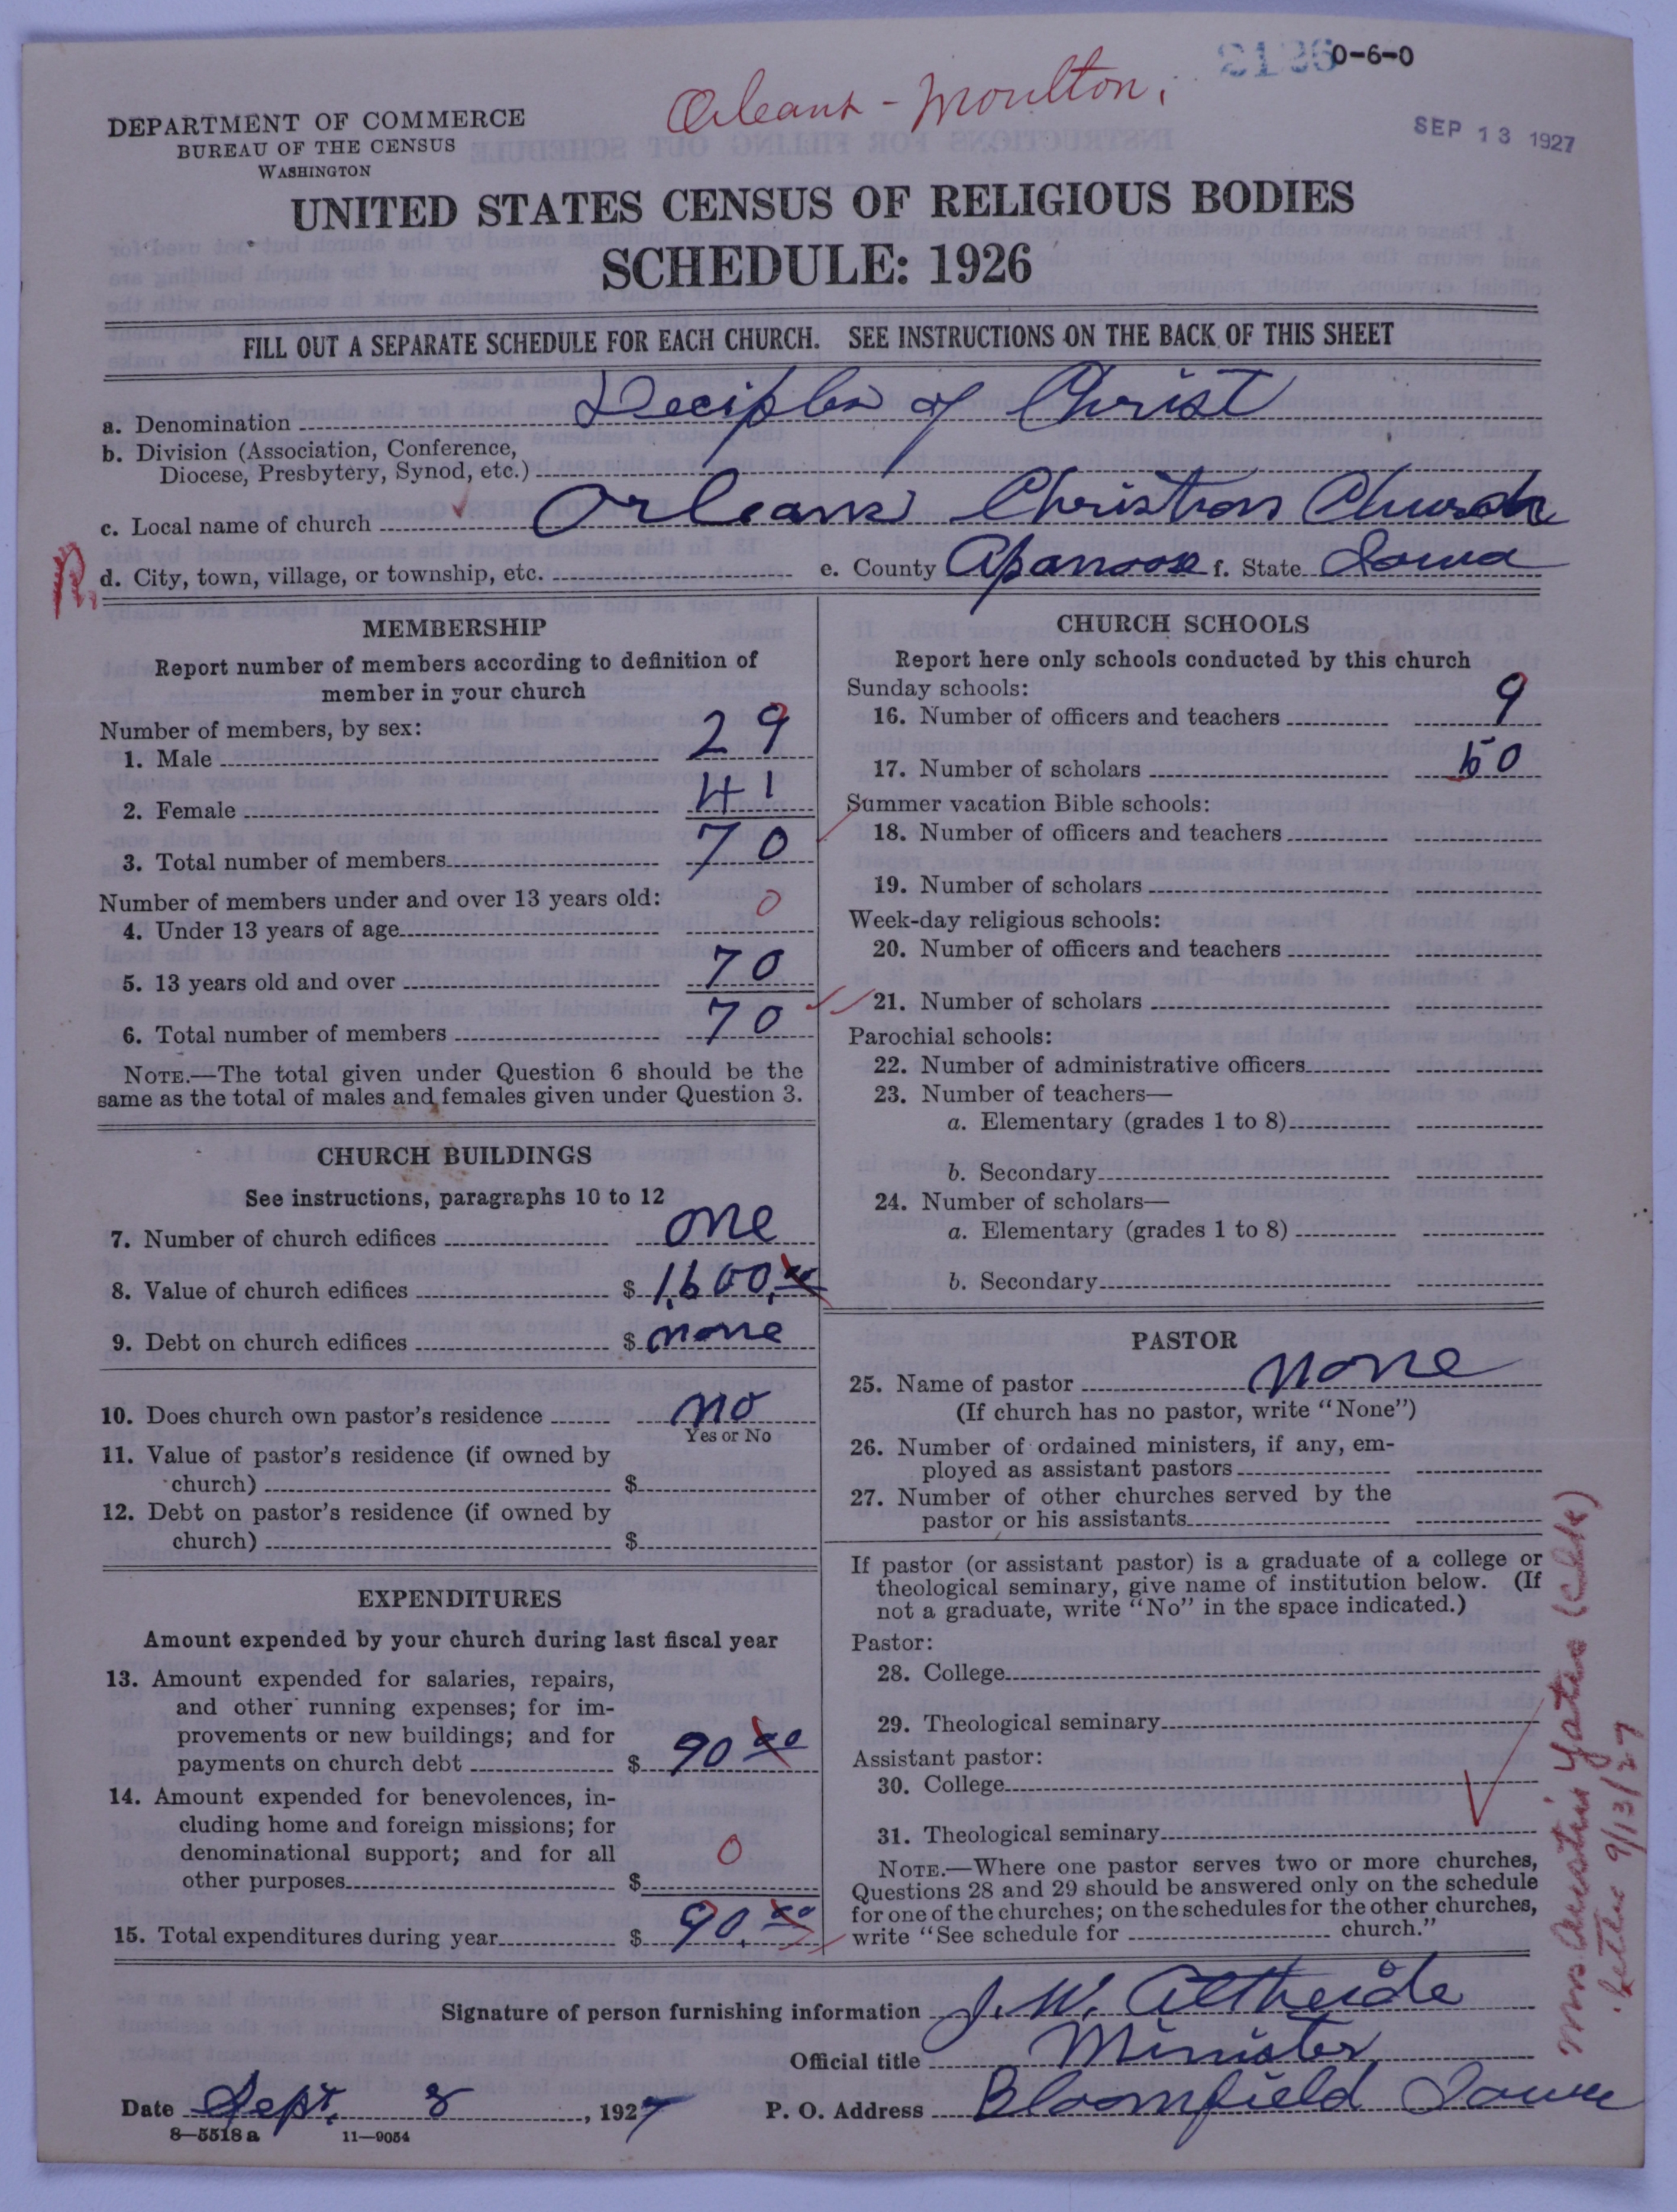 0-6-0
Orleans - Moulton,
SEP 13 1927
DEPARTMENT OF COMMERCE
BUREAU OF THE CENSUS
WASHINGTON
UNITED STATES CENSUS OF RELIGIOUS BODIES
SCHEDULE: 1926
FILL OUT A SEPARATE SCHEDULE FOR EACH CHURCH. SEE INSTRUCTIONS ON THE BACK OF THIS SHEET
a. Denomination Deciples of Christ
b. Division (Association, Conference,
Diocese, Presbytery, Synod, etc.)
c. Local name of church Orleans Christian Church
R. d. City, town, village, or township, etc. e. County Apanoose f. State Iowa
MEMBERSHIP
Report number of members according to definition of
member in your church
Number of members, by sex:
1. Male 29
2. Female 41
3. Total number of members 70
Number of members under and over 13 years old:
4. Under 13 years of age 0
5. 13 years old and over 70
6. Total number of members 70
NOTE.—The total given under Question 6 should be the
same as the total of males and females given under Question 3.
CHURCH BUILDINGS
See instructions, paragraphs 10 to 12
7. Number of church edifices one
8. Value of church edifices $ 1,600.00
9. Debt on church edifices $ none
10. Does church own pastor's residence no
Yes or No
11. Value of pastor's residence (if owned by
church) $
12. Debt on pastor's residence (if owned by
church) $
EXPENDITURES
Amount expended by your church during last fiscal year
13. Amount expended for salaries, repairs,
and other running expenses; for im-
provements or new buildings; and for
payments on church debt $ 90 00
14. Amount expended for benevolences, in-
cluding home and foreign missions; for
denominational support; and for all
other purposes $ 0
15. Total expenditures during year $ 90.00
CHURCH SCHOOLS
Report here only schools conducted by this church
Sunday schools:
16. Number of officers and teachers 9
17. Number of scholars 60
Summer vacation Bible schools:
18. Number of officers and teachers
19. Number of scholars
Week-day religious schools:
20. Number of officers and teachers
21. Number of scholars
Parochial schools:
22. Number of administrative officers
23. Number of teachers—
a. Elementary (grades 1 to 8)
b. Secondary
24. Number of scholars—
a. Elementary (grades 1 to 8)
b. Secondary
PASTOR
25. Name of pastor None
(If church has no pastor, write "None")
26. Number of ordained ministers, if any, em-
ployed as assistant pastors
27. Number of other churches served by the
pastor or his assistants
If pastor (or assistant pastor) is a graduate of a college or
theological seminary, give name of institution below. (If
not a graduate, write "No" in the space indicated.)
Pastor:
28. College
29. Theological seminary
Assistant pastor:
30. College
31. Theological seminary
NOTE.—Where one pastor serves two or more churches,
Questions 28 and 29 should be answered only on the schedule
for one of the churches; on the schedules for the other churches,
write "See schedule for church."
Mrs Austin Yates (Clerk)
letter 9/13/27
Signature of person furnishing information J. W. Altheide
Official title Minister
Date Sept. 8, 1927 P. O. Address Bloomfield Iowa
8—5518 a 11—9054